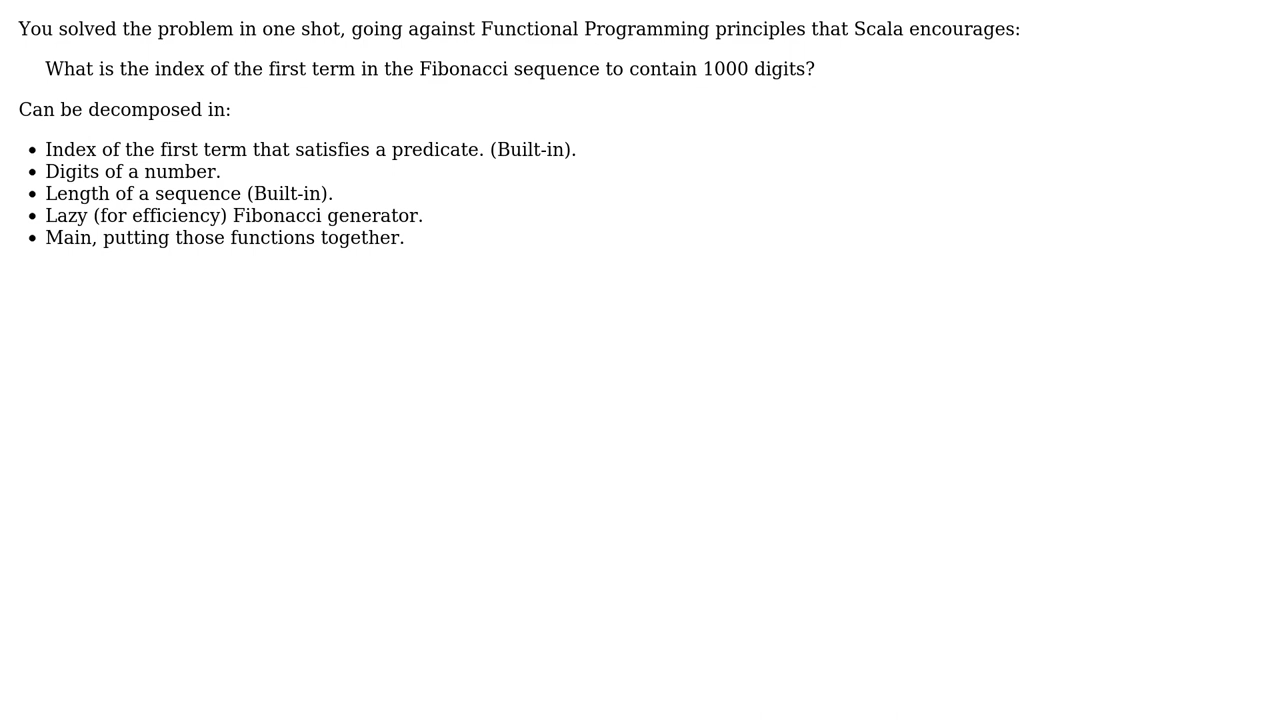 You solved the problem in one shot, going against Functional Programming principles that Scala encourages:
What is the index of the first term in the Fibonacci sequence to contain 1000 digits?
Can be decomposed in:
• Index of the first term that satisfies a predicate. (Built-in).
• Digits of a number.
• Length of a sequence (Built-in).
• Lazy (for efficiency) Fibonacci generator.
• Main, putting those functions together.